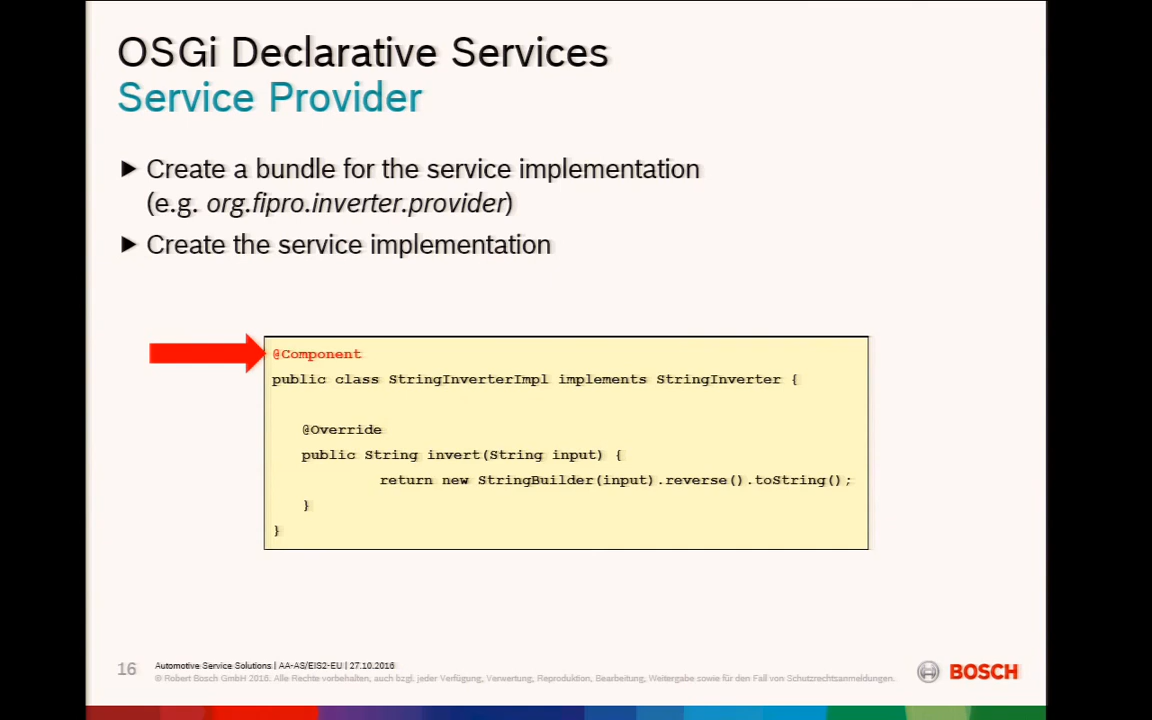 OSGi Declarative Services
Service Provider
Create a bundle for the service implementation
(e.g. org.fipro.inverter.provider)
Create the service implementation
@Component
public class StringInverterImpl implements StringInverter {
@Override
public String invert(String input) {
return new StringBuilder(input).reverse().toString();
}
}
16
Automotive Service Solutions | AA-AS/EIS2-EU | 27.10.2016
© Robert Bosch GmbH 2016. Alle Rechte vorbehalten, auch bzgl. jeder Verfügung, Verwertung, Reproduktion, Bearbeitung, Weitergabe sowie für den Fall von Schutzrechtsanmeldungen.
BOSCH